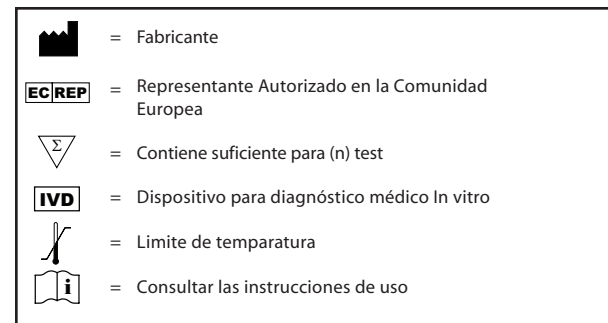 = Fabricante
EC REP = Representante Autorizado en la Comunidad
Europea
Σ = Contiene suficiente para (n) test
IVD = Dispositivo para diagnóstico médico In vitro
= Limite de temparatura
i = Consultar las instrucciones de uso